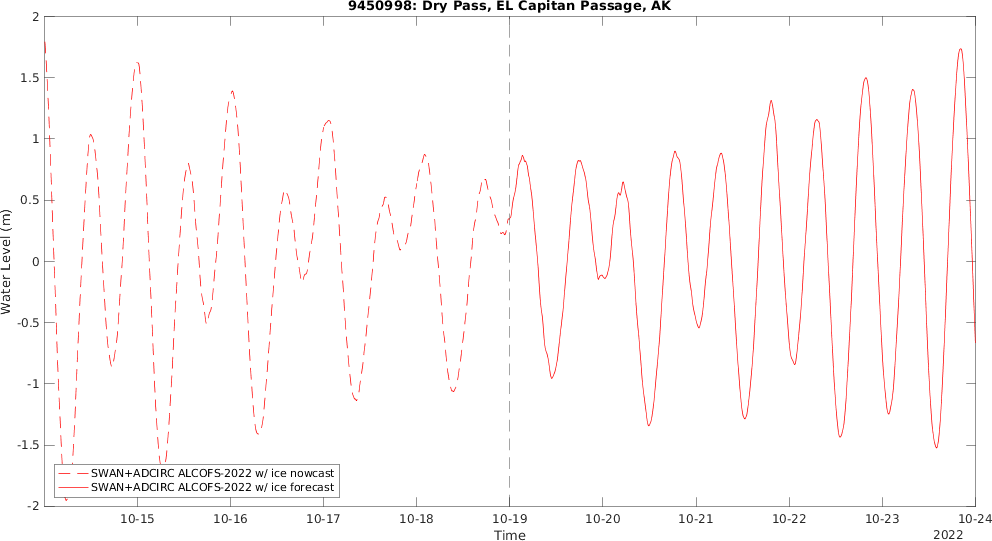 9450998: Dry Pass, EL Capitan Passage, AK
Water Level (m)
2
1.5
1
0.5
0
-0.5
-1
-1.5
-2
SWAN+ADCIRC ALCOFS-2022 w/ ice nowcast
SWAN+ADCIRC ALCOFS-2022 w/ ice forecast
10-15 10-16 10-17 10-18 10-19 10-20 10-21 10-22 10-23 10-24
Time
2022